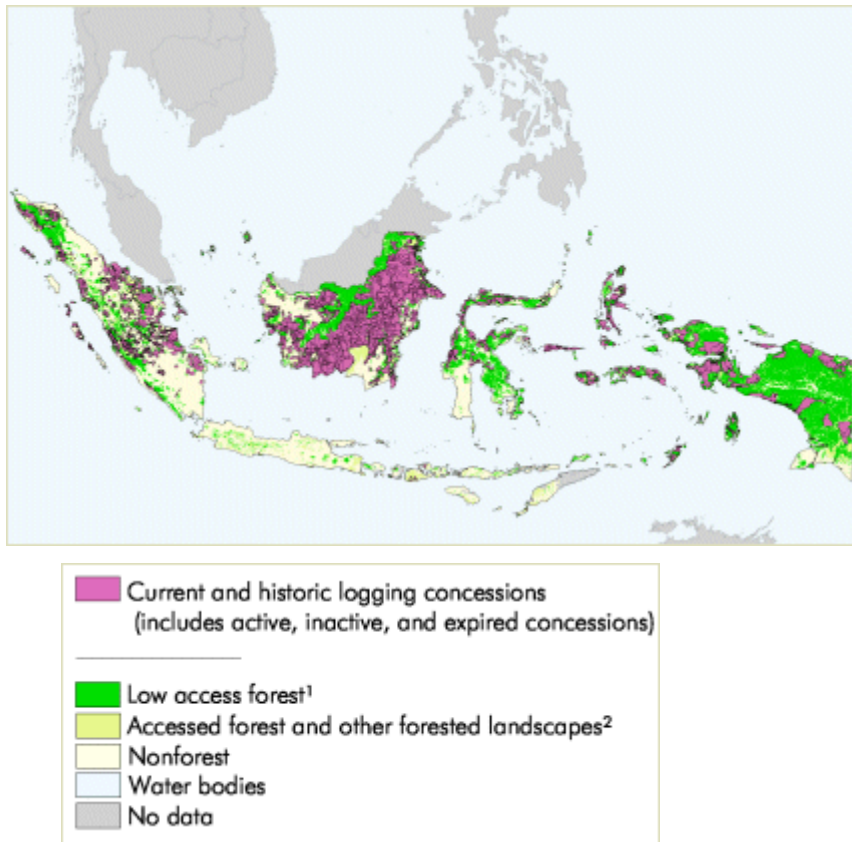 Current and historic logging concessions
(includes active, inactive, and expired concessions)
Low access forest¹
Accessed forest and other forested landscapes²
Nonforest
Water bodies
No data